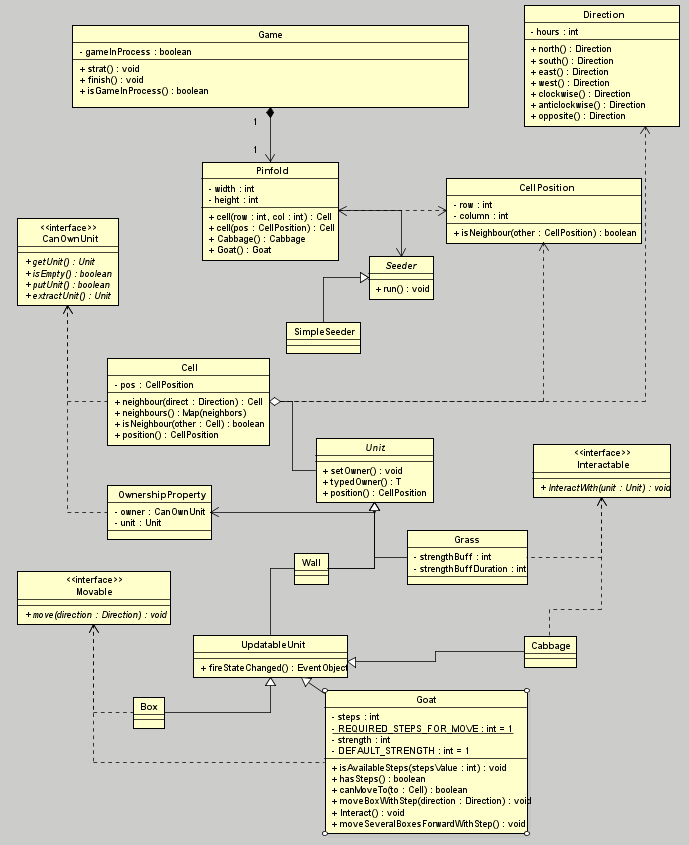 Game
- gameInProcess : boolean
+ strat() : void
+ finish() : void
+ isGameInProcess() : boolean
Direction
- hours : int
+ north() : Direction
+ south() : Direction
+ east() : Direction
+ west() : Direction
+ clockwise() : Direction
+ anticlockwise() : Direction
+ opposite() : Direction
1
1
Pinfold
- width : int
- height : int
+ cell(row : int, col : int) : Cell
+ cell(pos : CellPosition) : Cell
+ Cabbage() : Cabbage
+ Goat() : Goat
CellPosition
- row : int
- column : int
+ isNeighbour(other : CellPosition) : boolean
<<interface>>
CanOwnUnit
+ getUnit() : Unit
+ isEmpty() : boolean
+ putUnit() : boolean
+ extractUnit() : Unit
Seeder
+ run() : void
SimpleSeeder
Cell
- pos : CellPosition
+ neighbour(direct : Direction) : Cell
+ neighbours() : Map(neighbors)
+ isNeighbour(other : Cell) : boolean
+ position() : CellPosition
Unit
+ setOwner() : void
+ typedOwner() : T
+ position() : CellPosition
<<interface>>
Interactable
+ InteractWith(unit : Unit) : void
OwnershipProperty
- owner : CanOwnUnit
- unit : Unit
Grass
- strengthBuff : int
- strengthBuffDuration : int
Wall
<<interface>>
Movable
+ move(direction : Direction) : void
UpdatableUnit
+ fireStateChanged() : EventObject
Cabbage
Box
Goat
- steps : int
- REQUIRED_STEPS_FOR_MOVE : int = 1
- strength : int
- DEFAULT_STRENGTH : int = 1
+ isAvailableSteps(stepsValue : int) : void
+ hasSteps() : boolean
+ canMoveTo(to : Cell) : boolean
+ moveBoxWithStep(direction : Direction) : void
+ Interact() : void
+ moveSeveralBoxesForwardWithStep() : void